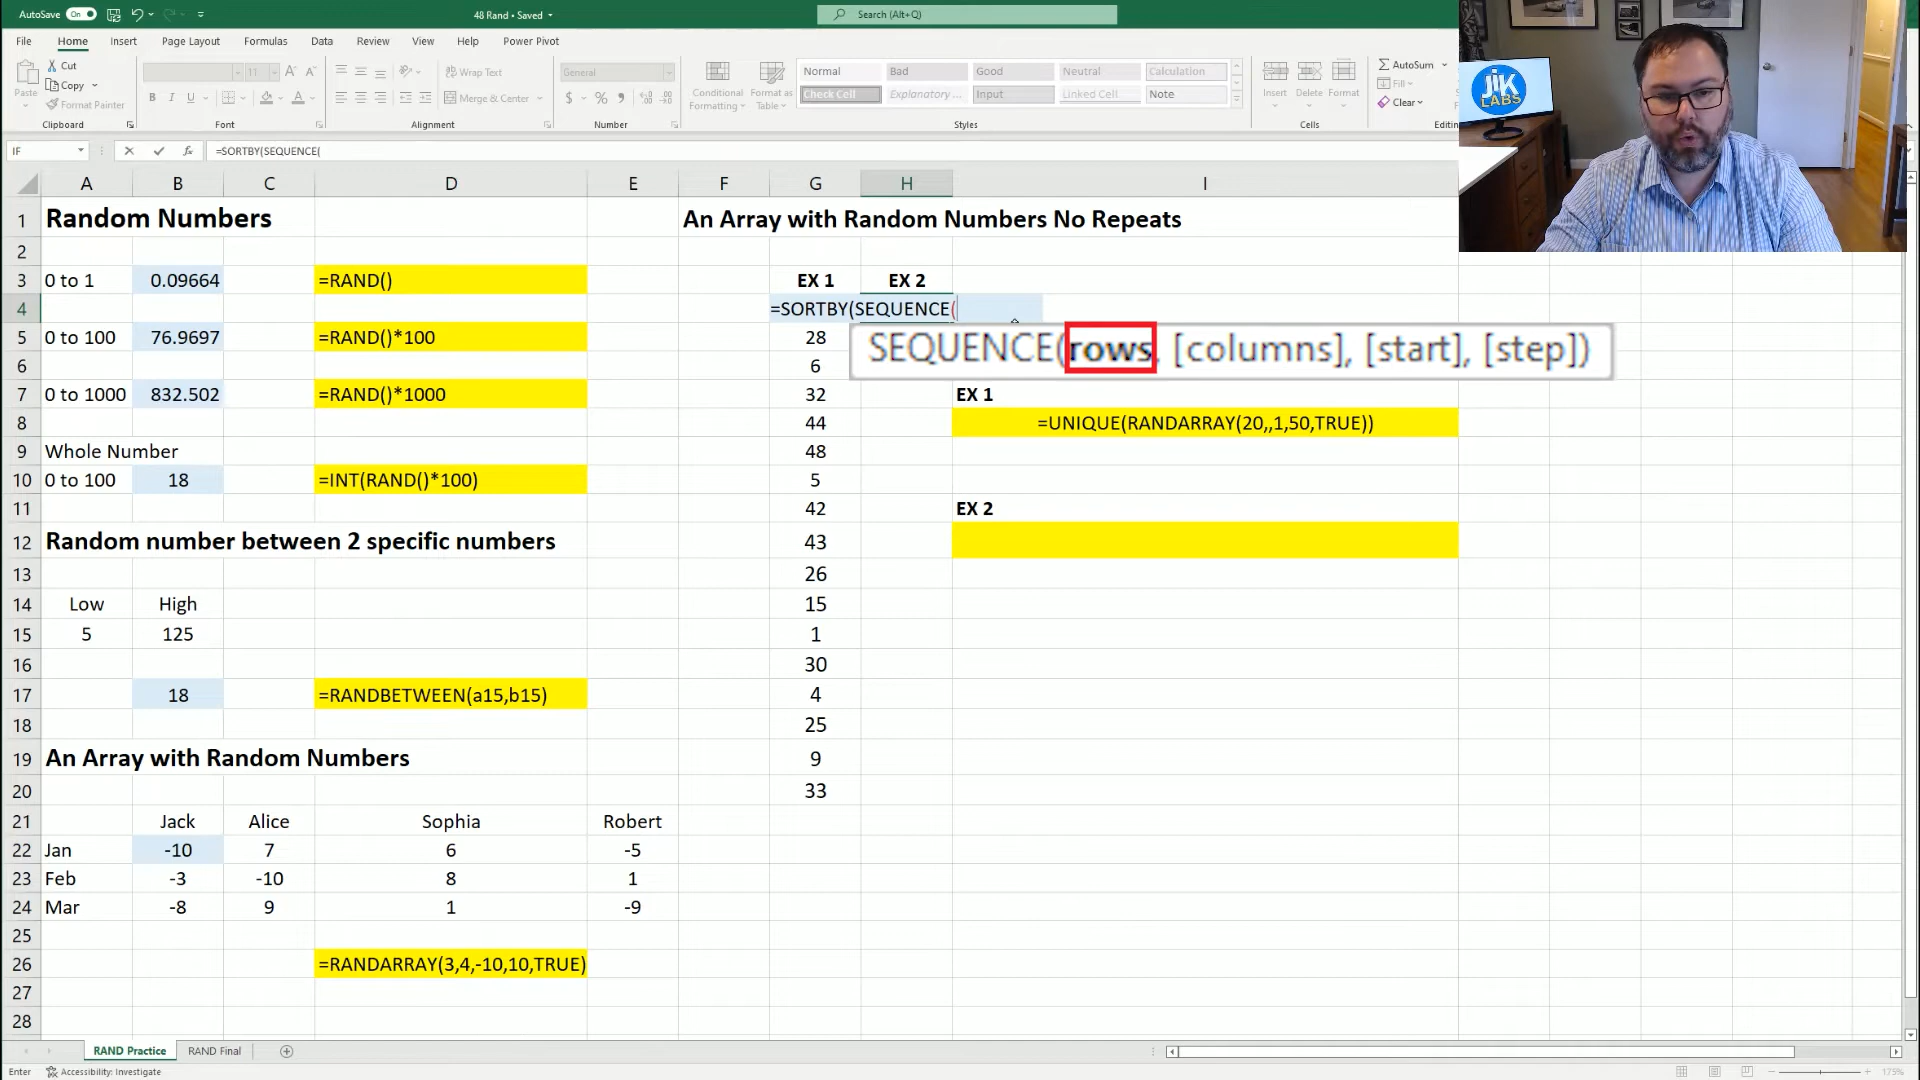 AutoSave On
48 Rand • Saved
Search (Alt+Q)
File Home Insert Page Layout Formulas Data Review View Help Power Pivot
Paste
Cut
Copy
Format Painter
Clipboard
11
B I U
Font
Wrap Text
Merge & Center
Alignment
General
Number
Conditional Formatting
Format as Table
Normal Bad Good Neutral Calculation
Check Cell Explanatory ... Input Linked Cell Note
Styles
Insert Delete Format
Cells
AutoSum
Fill
Clear
Editin
JiK
LABS
IF
fx
=SORTBY(SEQUENCE(
A B C D E F G H I
1 Random Numbers An Array with Random Numbers No Repeats
2
3 0 to 1 0.09664 =RAND() EX 1 EX 2
4 =SORTBY(SEQUENCE(
SEQUENCE(rows, [columns], [start], [step])
5 0 to 100 76.9697 =RAND()*100 28
6 6
7 0 to 1000 832.502 =RAND()*1000 32 EX 1
8 44 =UNIQUE(RANDARRAY(20,,1,50,TRUE))
9 Whole Number 48
10 0 to 100 18 =INT(RAND()*100) 5
11 42 EX 2
12 Random number between 2 specific numbers 43
13 26
14 Low High 15
15 5 125 1
16 30
17 18 =RANDBETWEEN(a15,b15) 4
18 25
19 An Array with Random Numbers 9
20 33
21 Jack Alice Sophia Robert
22 Jan -10 7 6 -5
23 Feb -3 -10 8 1
24 Mar -8 9 1 -9
25
26 =RANDARRAY(3,4,-10,10,TRUE)
27
28
RAND Practice RAND Final
Enter Accessibility: Investigate
175%